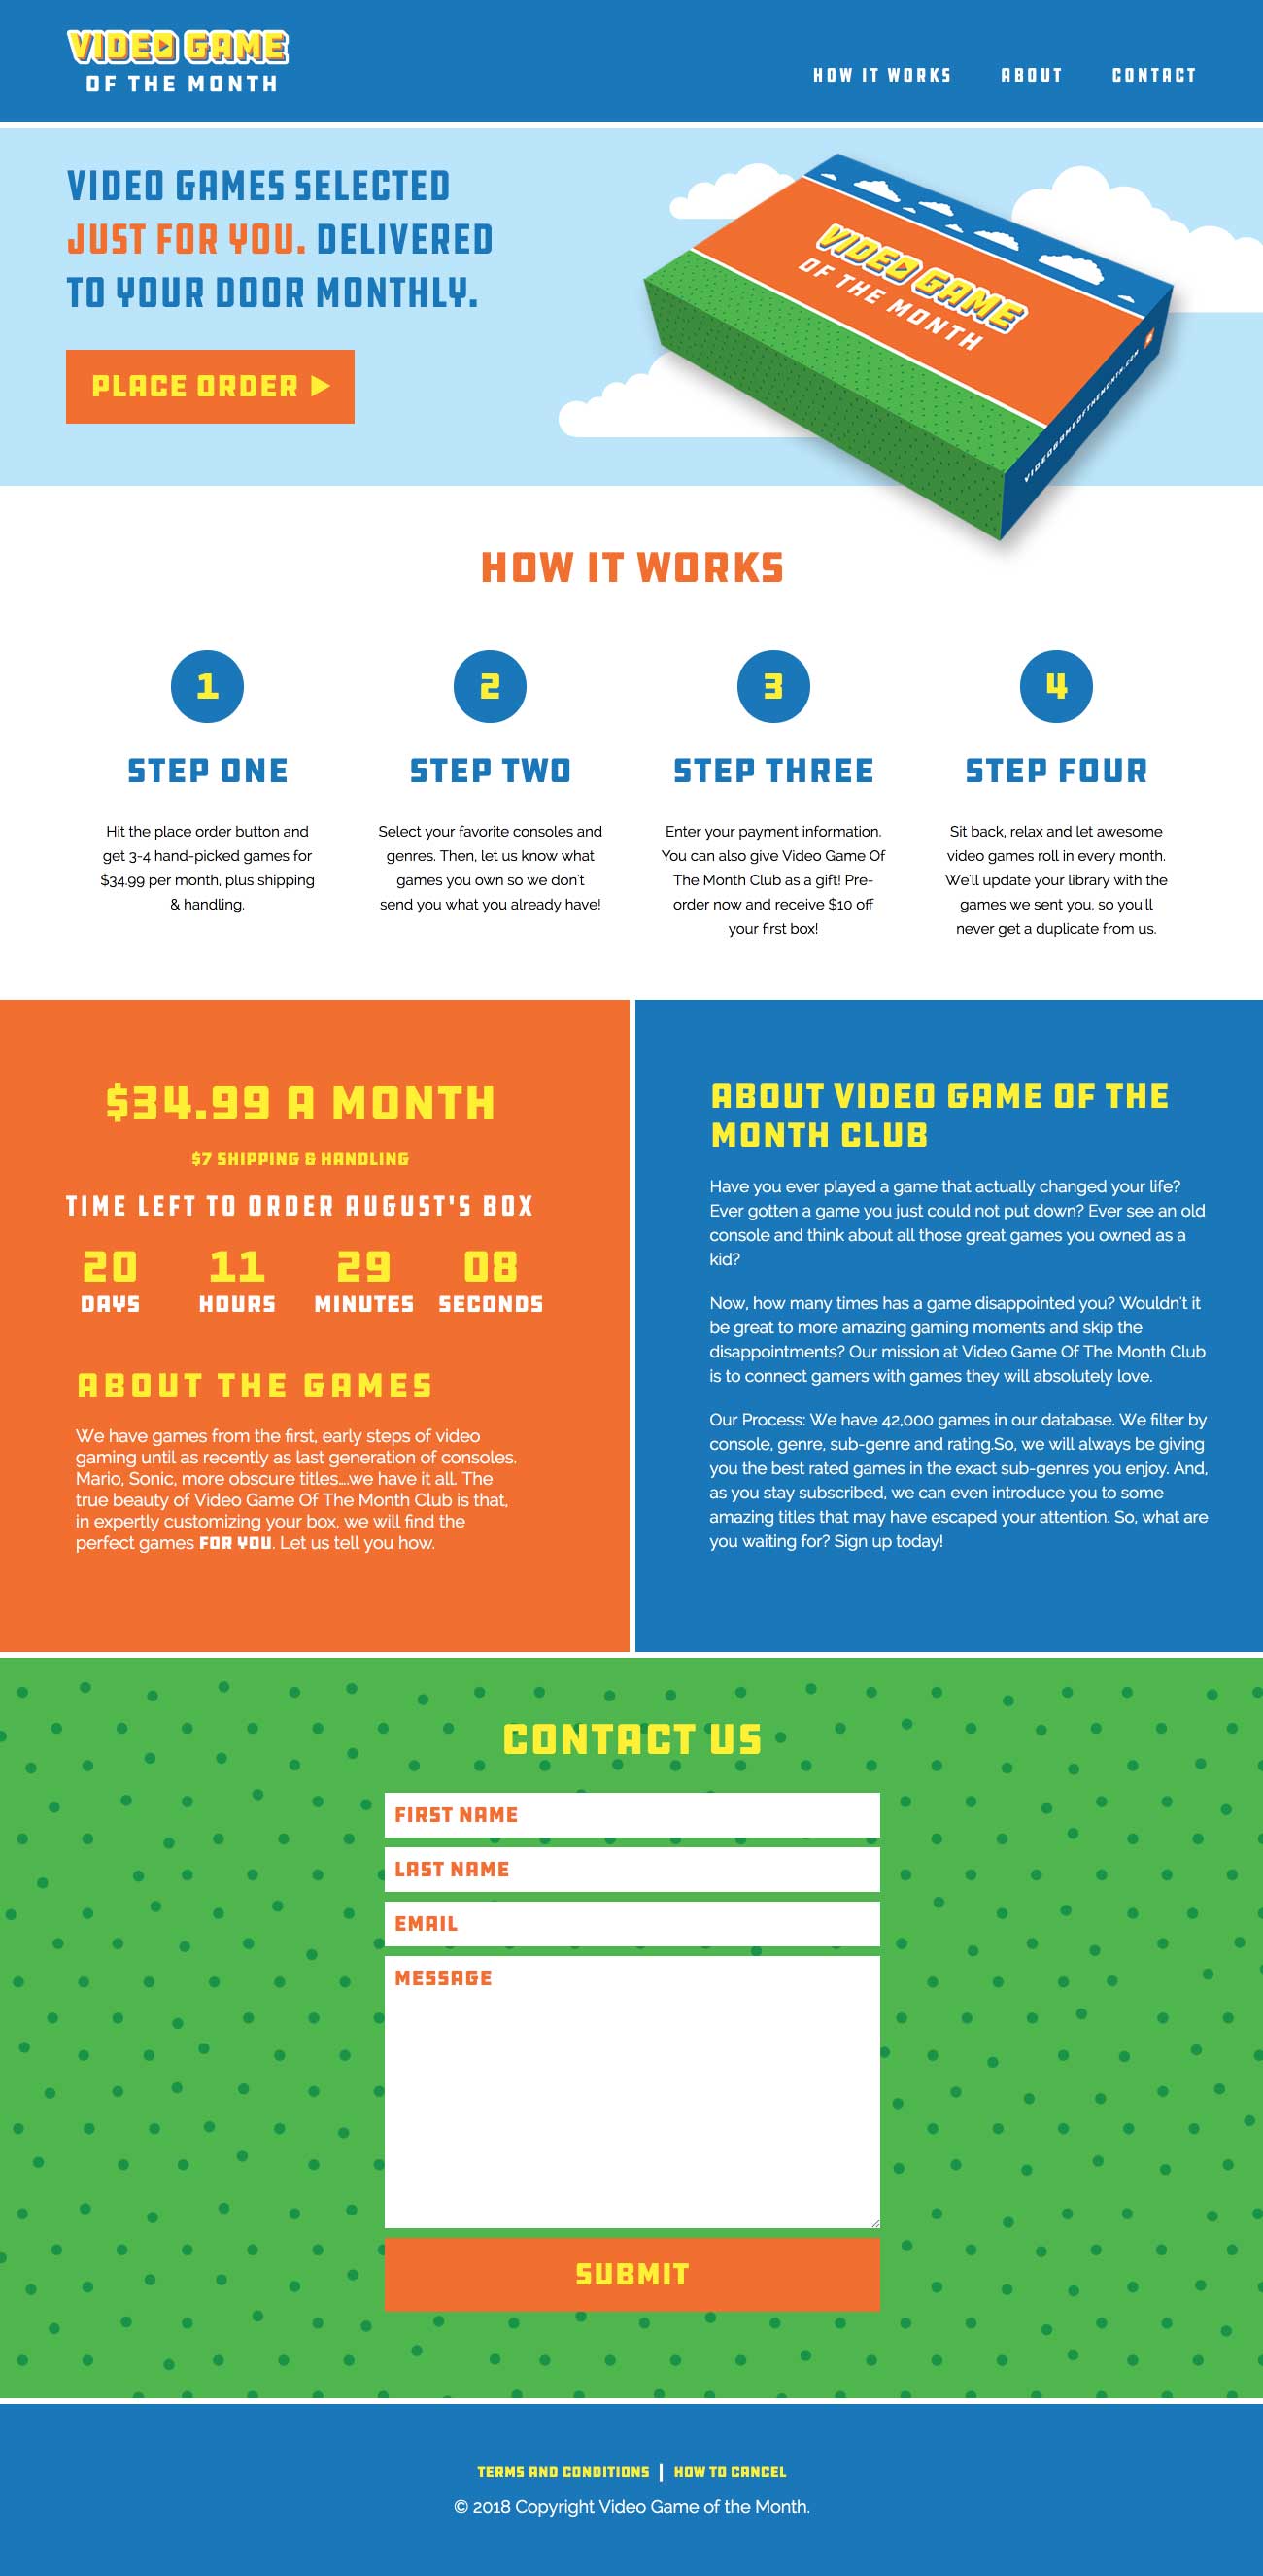 VIDEO GAME
OF THE MONTH
HOW IT WORKS
ABOUT
CONTACT
VIDEO GAMES SELECTED
JUST FOR YOU. DELIVERED
TO YOUR DOOR MONTHLY.
PLACE ORDER
VIDEO GAME
OF THE MONTH
VIDEOGAMEOFTHEMONTH.COM
HOW IT WORKS
1
STEP ONE
Hit the place order button and
get 3-4 hand-picked games for
$34.99 per month, plus shipping
& handling.
2
STEP TWO
Select your favorite consoles and
genres. Then, let us know what
games you own so we don't
send you what you already have!
3
STEP THREE
Enter your payment information.
You can also give Video Game Of
The Month Club as a gift! Pre-
order now and receive $10 off
your first box!
4
STEP FOUR
Sit back, relax and let awesome
video games roll in every month.
We'll update your library with the
games we sent you, so you'll
never get a duplicate from us.
$34.99 A MONTH
$7 SHIPPING & HANDLING
TIME LEFT TO ORDER AUGUST'S BOX
20 11 29 08
DAYS HOURS MINUTES SECONDS
ABOUT THE GAMES
We have games from the first, early steps of video
gaming until as recently as last generation of consoles.
Mario, Sonic, more obscure titles...we have it all. The
true beauty of Video Game Of The Month Club is that,
in expertly customizing your box, we will find the
perfect games FOR YOU. Let us tell you how.
ABOUT VIDEO GAME OF THE
MONTH CLUB
Have you ever played a game that actually changed your life?
Ever gotten a game you just could not put down? Ever see an old
console and think about all those great games you owned as a
kid?
Now, how many times has a game disappointed you? Wouldn't it
be great to more amazing gaming moments and skip the
disappointments? Our mission at Video Game Of The Month Club
is to connect gamers with games they will absolutely love.
Our Process: We have 42,000 games in our database. We filter by
console, genre, sub-genre and rating.So, we will always be giving
you the best rated games in the exact sub-genres you enjoy. And,
as you stay subscribed, we can even introduce you to some
amazing titles that may have escaped your attention. So, what are
you waiting for? Sign up today!
CONTACT US
FIRST NAME
LAST NAME
EMAIL
MESSAGE
SUBMIT
TERMS AND CONDITIONS | HOW TO CANCEL
© 2018 Copyright Video Game of the Month.